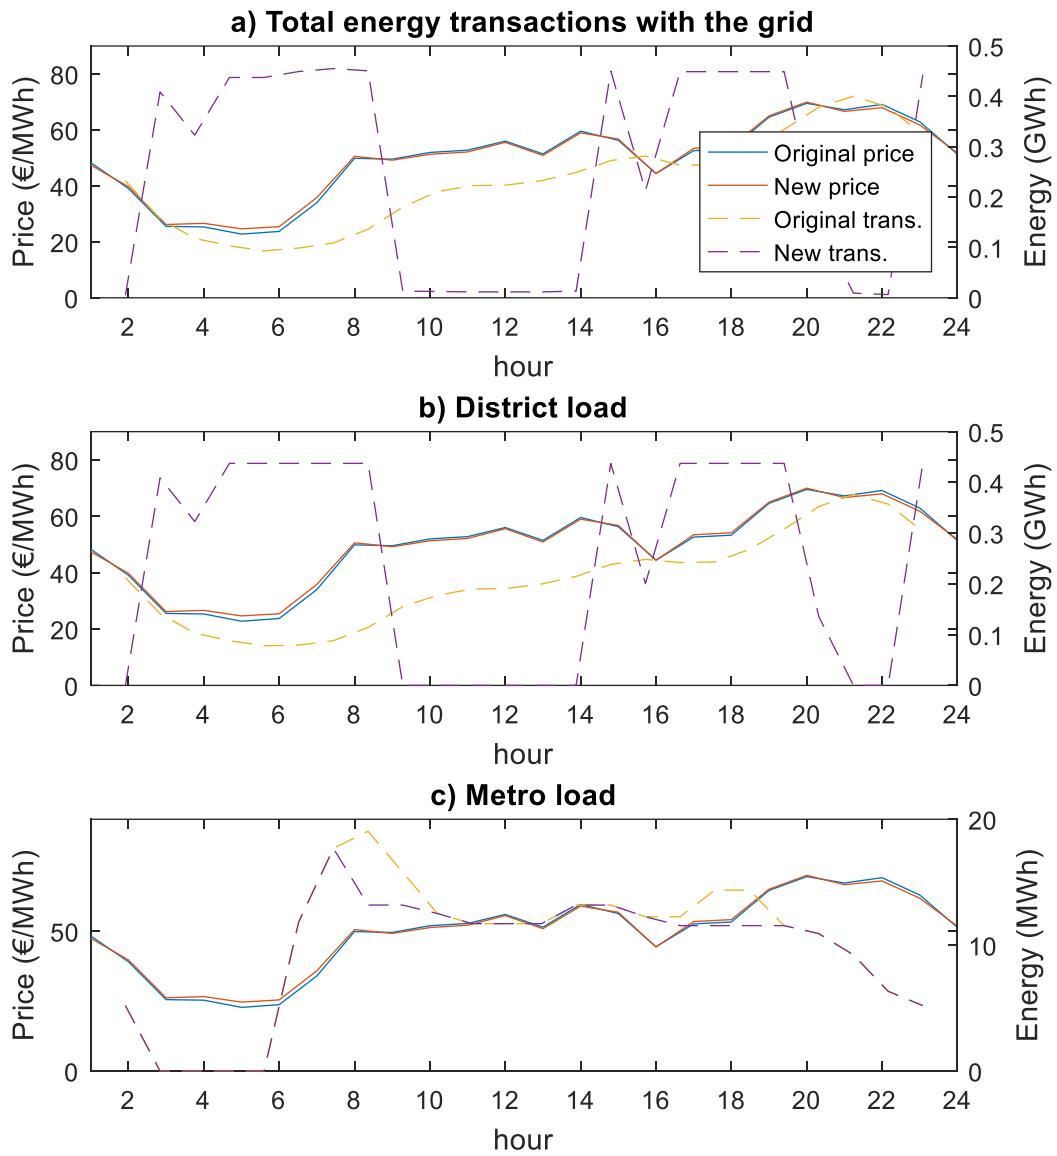 a) Total energy transactions with the grid
Price (€/MWh)
80
60
40
20
0
0.5
0.4
0.3
0.2
0.1
0
Energy (GWh)
Original price
New price
Original trans.
New trans.
2 4 6 8 10 12 14 16 18 20 22 24
hour
b) District load
Price (€/MWh)
80
60
40
20
0
0.5
0.4
0.3
0.2
0.1
0
Energy (GWh)
2 4 6 8 10 12 14 16 18 20 22 24
hour
c) Metro load
Price (€/MWh)
50
0
20
10
0
Energy (MWh)
2 4 6 8 10 12 14 16 18 20 22 24
hour